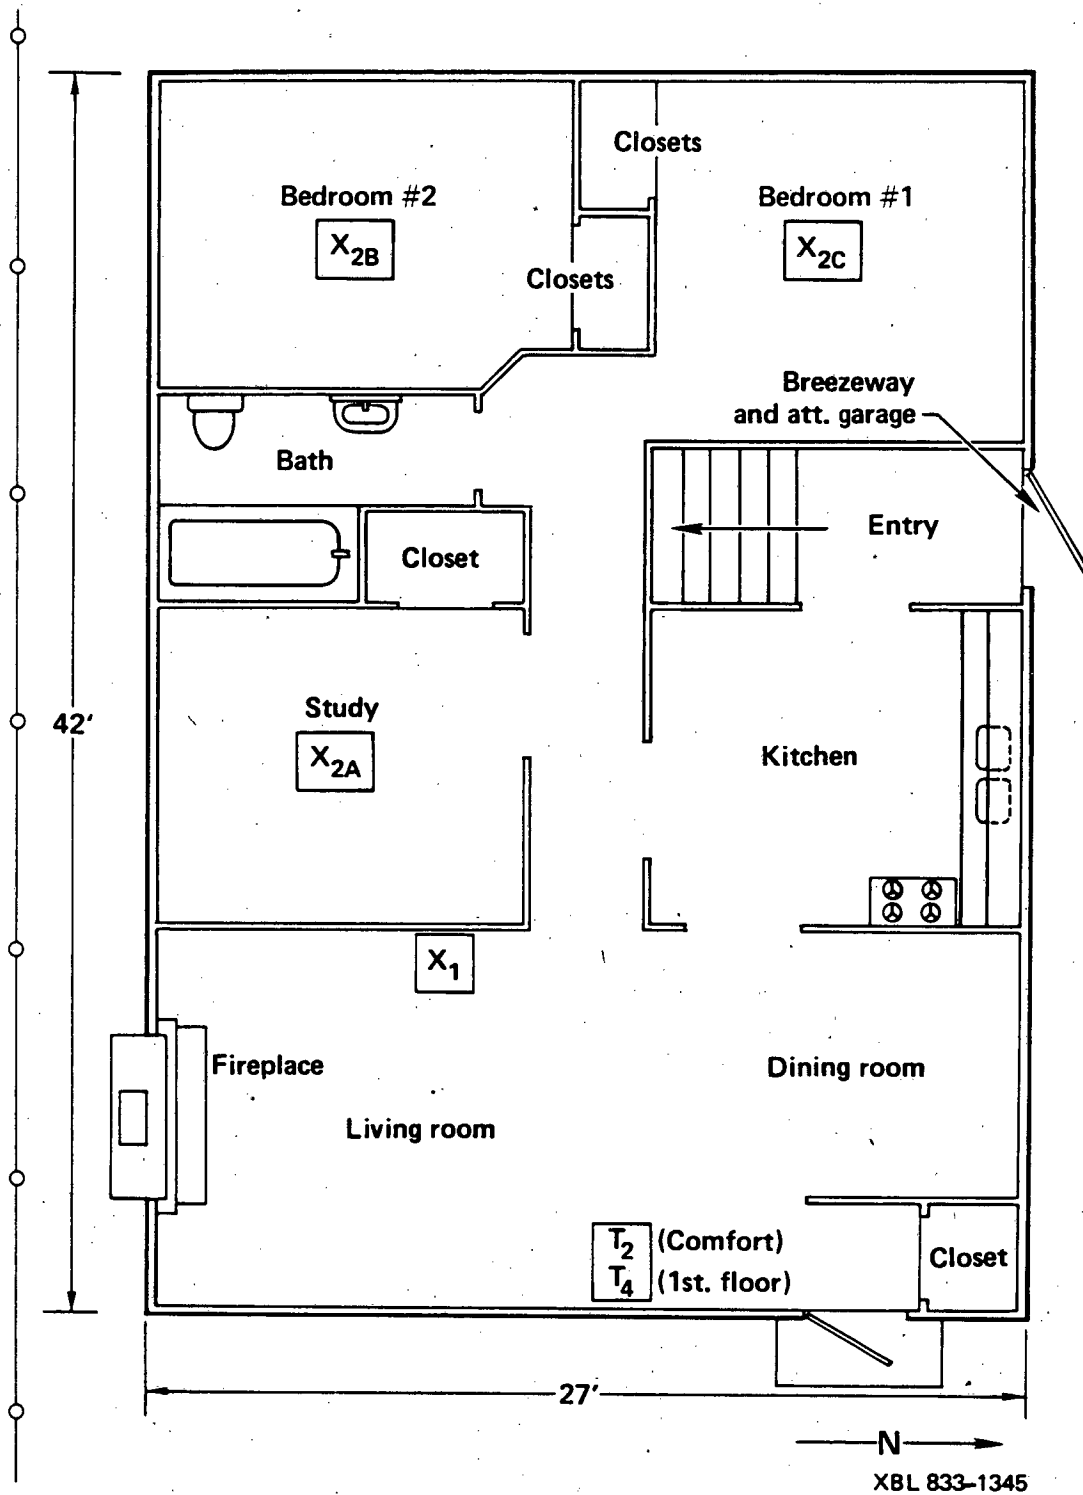 Closets
Bedroom #2
Bedroom #1
X2B
X2C
Closets
Breezeway
and att. garage
Bath
Entry
Closet
Study
42'
X2A
Kitchen
X1
Fireplace
Dining room
Living room
T2 (Comfort)
Closet
T4 (1st. floor)
27'
N
XBL 833-1345